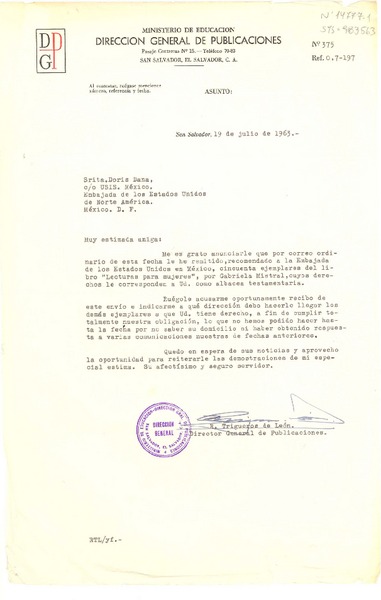 Nº 14777.1
SYS-983563
D D
G I
MINISTERIO DE EDUCACION
DIRECCION GENERAL DE PUBLICACIONES
Pasaje Contreras Nº 15.—Teléfono
SAN SALVADOR, EL SALVADOR, C. A.
Nº 575
Ref. O.7-197
Al contestar, ruégase mencionar
número, referencia y fecha.
ASUNTO:
San Salvador, 19 de julio de 1963.-
Srita. Doris Dana,
c/o USIS. México.
Embajada de los Estados Unidos
de Norte América.
México. D. F.
Muy estimada amiga:
Me es grato anunciarle que por correo ordi-
nario de esta fecha le he remitido, recomendado a la Embajada
de los Estados Unidos en México, cincuenta ejemplares del li-
bro "Lecturas para mujeres", por Gabriela Mistral, cuyos dere-
chos le corresponden a Ud. como albacea testamentaria.
Ruégole acusarme oportunamente recibo de
este envío e indicarme a qué dirección debo hacerle llegar los
demás ejemplares a que Ud. tiene derecho, a fin de cumplir to-
talmente nuestra obligación, lo que no hemos podido hacer has-
ta la fecha por no saber su domicilio ni haber obtenido respues-
ta a varias comunicaciones nuestras de fechas anteriores.
Quedo en espera de sus noticias y aprovecho
la oportunidad para reiterarle las demostraciones de mi espe-
cial estima. Su afectísimo y seguro servidor.
DIRECCIÓN
GENERAL
R. Trigueros de León.
Director General de Publicaciones.
RTL/yf.-